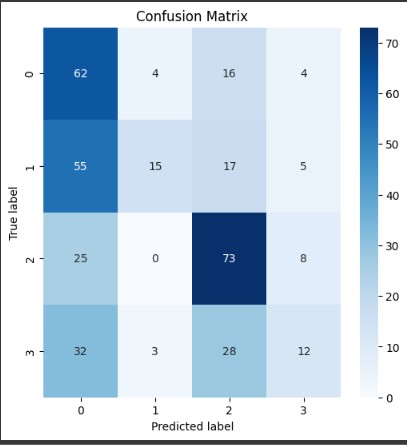 Confusion Matrix
0 62 4 16 4
1 55 15 17 5
2 25 0 73 8
3 32 3 28 12
0 1 2 3
Predicted label
True label
70
60
50
40
30
20
10
0